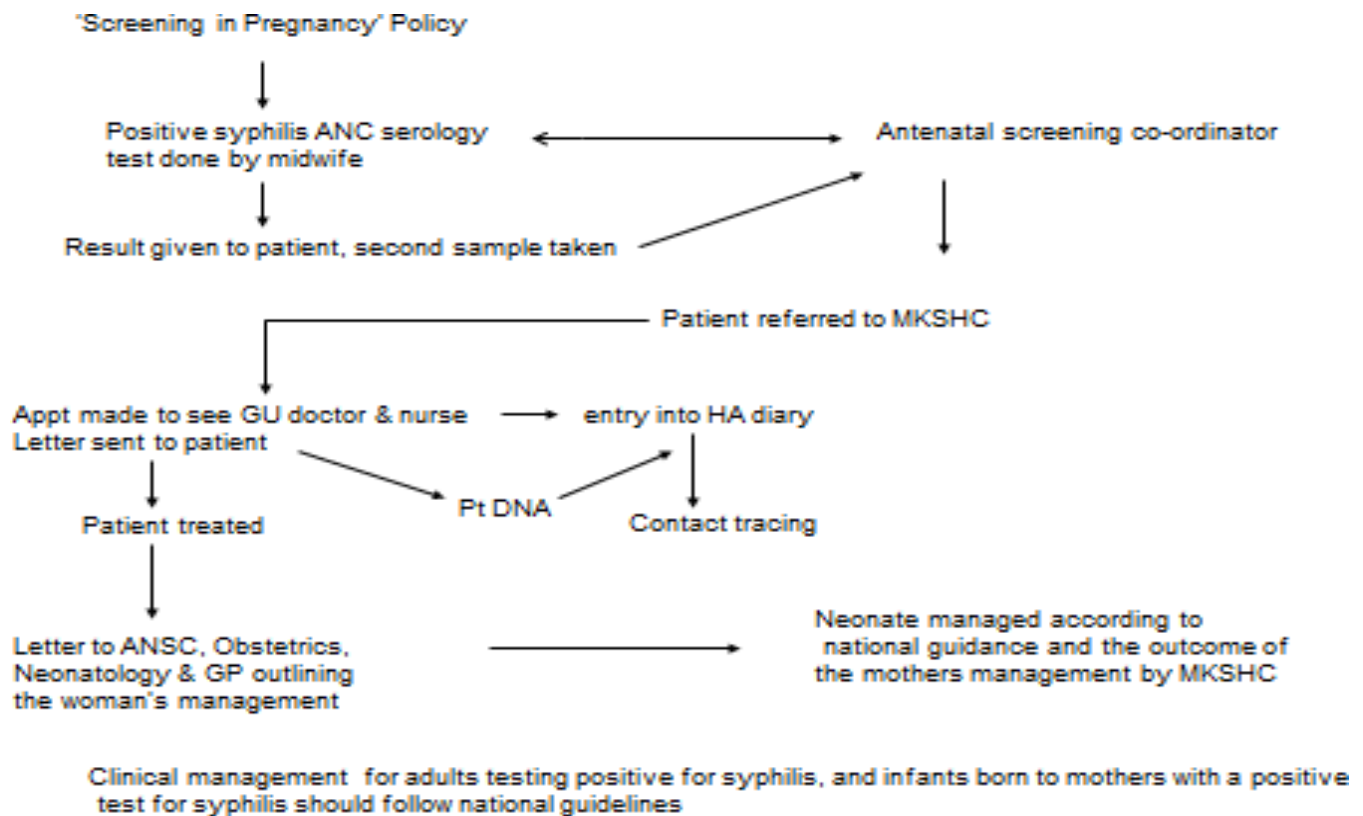 'Screening in Pregnancy' Policy
Positive syphilis ANC serology
test done by midwife
Antenatal screening co-ordinator
Result given to patient, second sample taken
Patient referred to MKSHC
Appt made to see GU doctor & nurse
Letter sent to patient
entry into HA diary
Pt DNA
Patient treated
Contact tracing
Letter to ANSC, Obstetrics,
Neonatology & GP outlining
the woman's management
Neonate managed according to
national guidance and the outcome of
the mothers management by MKSHC
Clinical management for adults testing positive for syphilis, and infants born to mothers with a positive
test for syphilis should follow national guidelines